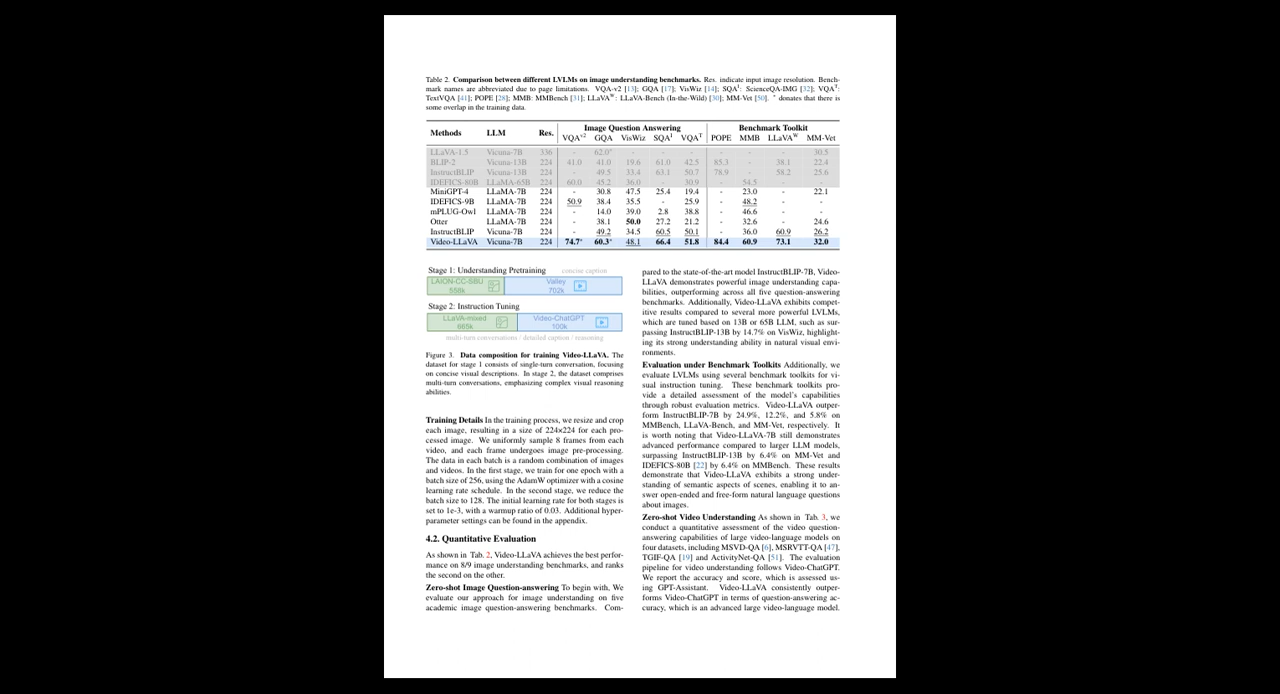 Table 2. Comparison between different LVLMs on image understanding benchmarks. Res. indicate input image resolution. Bench-
mark names are abbreviated due to page limitations. VQA-v2 [13]; GQA [17]; VisWiz [14]; SQAI: ScienceQA-IMG [32]; VQAT:
TextVQA [41]; POPE [28]; MMB: MMBench [31]; LLaVAW: LLaVA-Bench (In-the-Wild) [30]; MM-Vet [50]. * donates that there is
some overlap in the training data.
Methods LLM Res. Image Question Answering Benchmark Toolkit
VQAv2 GQA VisWiz SQAI VQAT POPE MMB LLaVAW MM-Vet
LLaVA-1.5 Vicuna-7B 336 - 62.0* - - - - - - 30.5
BLIP-2 Vicuna-13B 224 41.0 41.0 19.6 61.0 42.5 85.3 - 38.1 22.4
InstructBLIP Vicuna-13B 224 - 49.5 33.4 63.1 50.7 78.9 - 58.2 25.6
IDEFICS-80B LLaMA-65B 224 60.0 45.2 36.0 - 30.9 - 54.5 - -
MiniGPT-4 LLaMA-7B 224 - 30.8 47.5 25.4 19.4 - 23.0 - 22.1
IDEFICS-9B LLaMA-7B 224 50.9 38.4 35.5 - 25.9 - 48.2 - -
mPLUG-Owl LLaMA-7B 224 - 14.0 39.0 2.8 38.8 - 46.6 - -
Otter LLaMA-7B 224 - 38.1 50.0 27.2 21.2 - 32.6 - 24.6
InstructBLIP Vicuna-7B 224 - 49.2 34.5 60.5 50.1 - 36.0 60.9 26.2
Video-LLaVA Vicuna-7B 224 74.7* 60.3* 48.1 66.4 51.8 84.4 60.9 73.1 32.0
Stage 1: Understanding Pretraining concise caption
LAION-CC-SBU Valley
558k 702k
Stage 2: Instruction Tuning
LLaVA-mixed Video-ChatGPT
665k 100k
multi-turn conversations / detailed caption / reasoning
Figure 3. Data composition for training Video-LLaVA. The
dataset for stage 1 consists of single-turn conversation, focusing
on concise visual descriptions. In stage 2, the dataset comprises
multi-turn conversations, emphasizing complex visual reasoning
abilities.
Training Details In the training process, we resize and crop
each image, resulting in a size of 224×224 for each pro-
cessed image. We uniformly sample 8 frames from each
video, and each frame undergoes image pre-processing.
The data in each batch is a random combination of images
and videos. In the first stage, we train for one epoch with a
batch size of 256, using the AdamW optimizer with a cosine
learning rate schedule. In the second stage, we reduce the
batch size to 128. The initial learning rate for both stages is
set to 1e-3, with a warmup ratio of 0.03. Additional hyper-
parameter settings can be found in the appendix.
4.2. Quantitative Evaluation
As shown in Tab. 2, Video-LLaVA achieves the best perfor-
mance on 8/9 image understanding benchmarks, and ranks
the second on the other.
Zero-shot Image Question-answering To begin with, We
evaluate our approach for image understanding on five
academic image question-answering benchmarks. Com-
pared to the state-of-the-art model InstructBLIP-7B, Video-
LLaVA demonstrates powerful image understanding capa-
bilities, outperforming across all five question-answering
benchmarks. Additionally, Video-LLaVA exhibits compet-
itive results compared to several more powerful LVLMs,
which are tuned based on 13B or 65B LLM, such as sur-
passing InstructBLIP-13B by 14.7% on VisWiz, highlight-
ing its strong understanding ability in natural visual envi-
ronments.
Evaluation under Benchmark Toolkits Additionally, we
evaluate LVLMs using several benchmark toolkits for vi-
sual instruction tuning. These benchmark toolkits pro-
vide a detailed assessment of the model's capabilities
through robust evaluation metrics. Video-LLaVA outper-
form InstructBLIP-7B by 24.9%, 12.2%, and 5.8% on
MMBench, LLaVA-Bench, and MM-Vet, respectively. It
is worth noting that Video-LLaVA-7B still demonstrates
advanced performance compared to larger LLM models,
surpassing InstructBLIP-13B by 6.4% on MM-Vet and
IDEFICS-80B [22] by 6.4% on MMBench. These results
demonstrate that Video-LLaVA exhibits a strong under-
standing of semantic aspects of scenes, enabling it to an-
swer open-ended and free-form natural language questions
about images.
Zero-shot Video Understanding As shown in Tab. 3, we
conduct a quantitative assessment of the video question-
answering capabilities of large video-language models on
four datasets, including MSVD-QA [6], MSRVTT-QA [47],
TGIF-QA [19] and ActivityNet-QA [51]. The evaluation
pipeline for video understanding follows Video-ChatGPT.
We report the accuracy and score, which is assessed us-
ing GPT-Assistant. Video-LLaVA consistently outper-
forms Video-ChatGPT in terms of question-answering ac-
curacy, which is an advanced large video-language model.